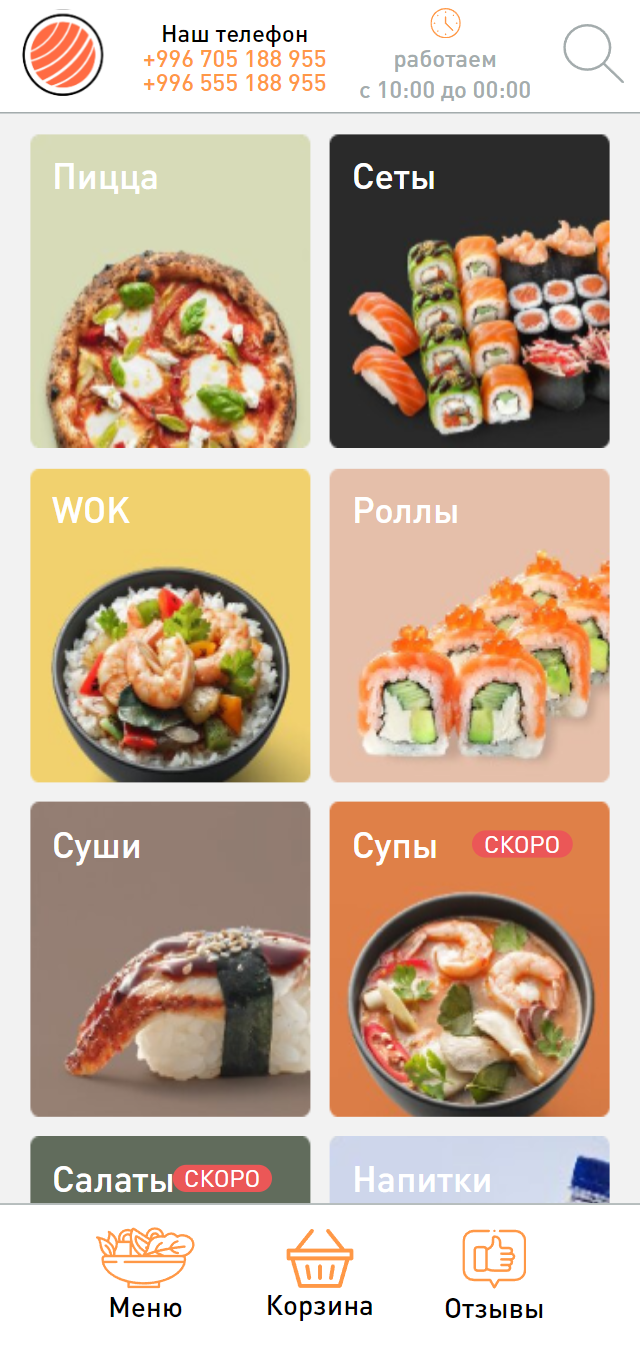 Наш телефон
+996 705 188 955
+996 555 188 955
работаем
с 10:00 до 00:00
Пицца
Сеты
WOK
Роллы
Суши
Супы СКОРО
Салаты СКОРО
Напитки
Меню
Корзина
Отзывы